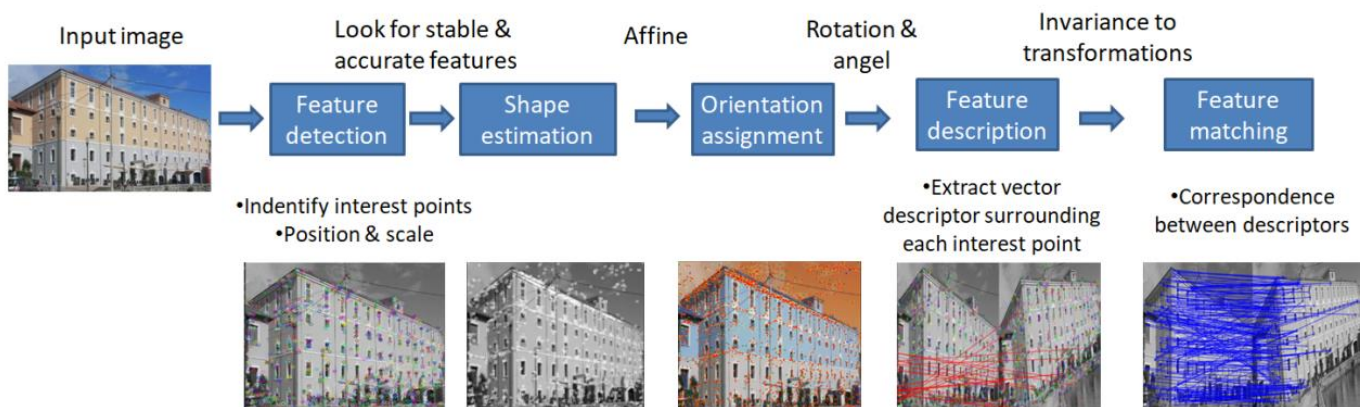 Input image
Look for stable &
accurate features
Affine
Rotation &
angel
Invariance to
transformations
Feature
detection
Shape
estimation
Orientation
assignment
Feature
description
Feature
matching
•Indentify interest points
•Position & scale
•Extract vector
descriptor surrounding
each interest point
•Correspondence
between descriptors